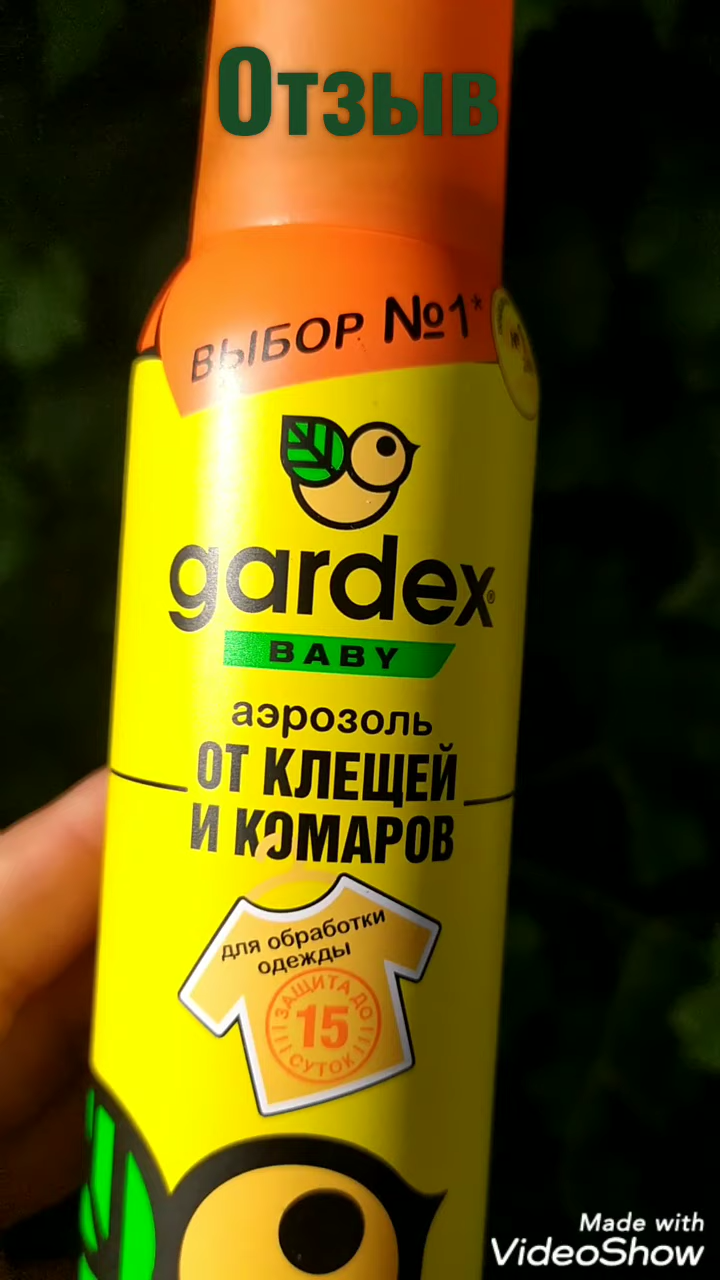 Отзыв
ВЫБОР №1*
gardex®
BABY
аэрозоль
ОТ КЛЕЩЕЙ
И КОМАРОВ
для обработки
одежды
ЗАЩИТА ДО
15
СУТОК
Made with
VideoShow